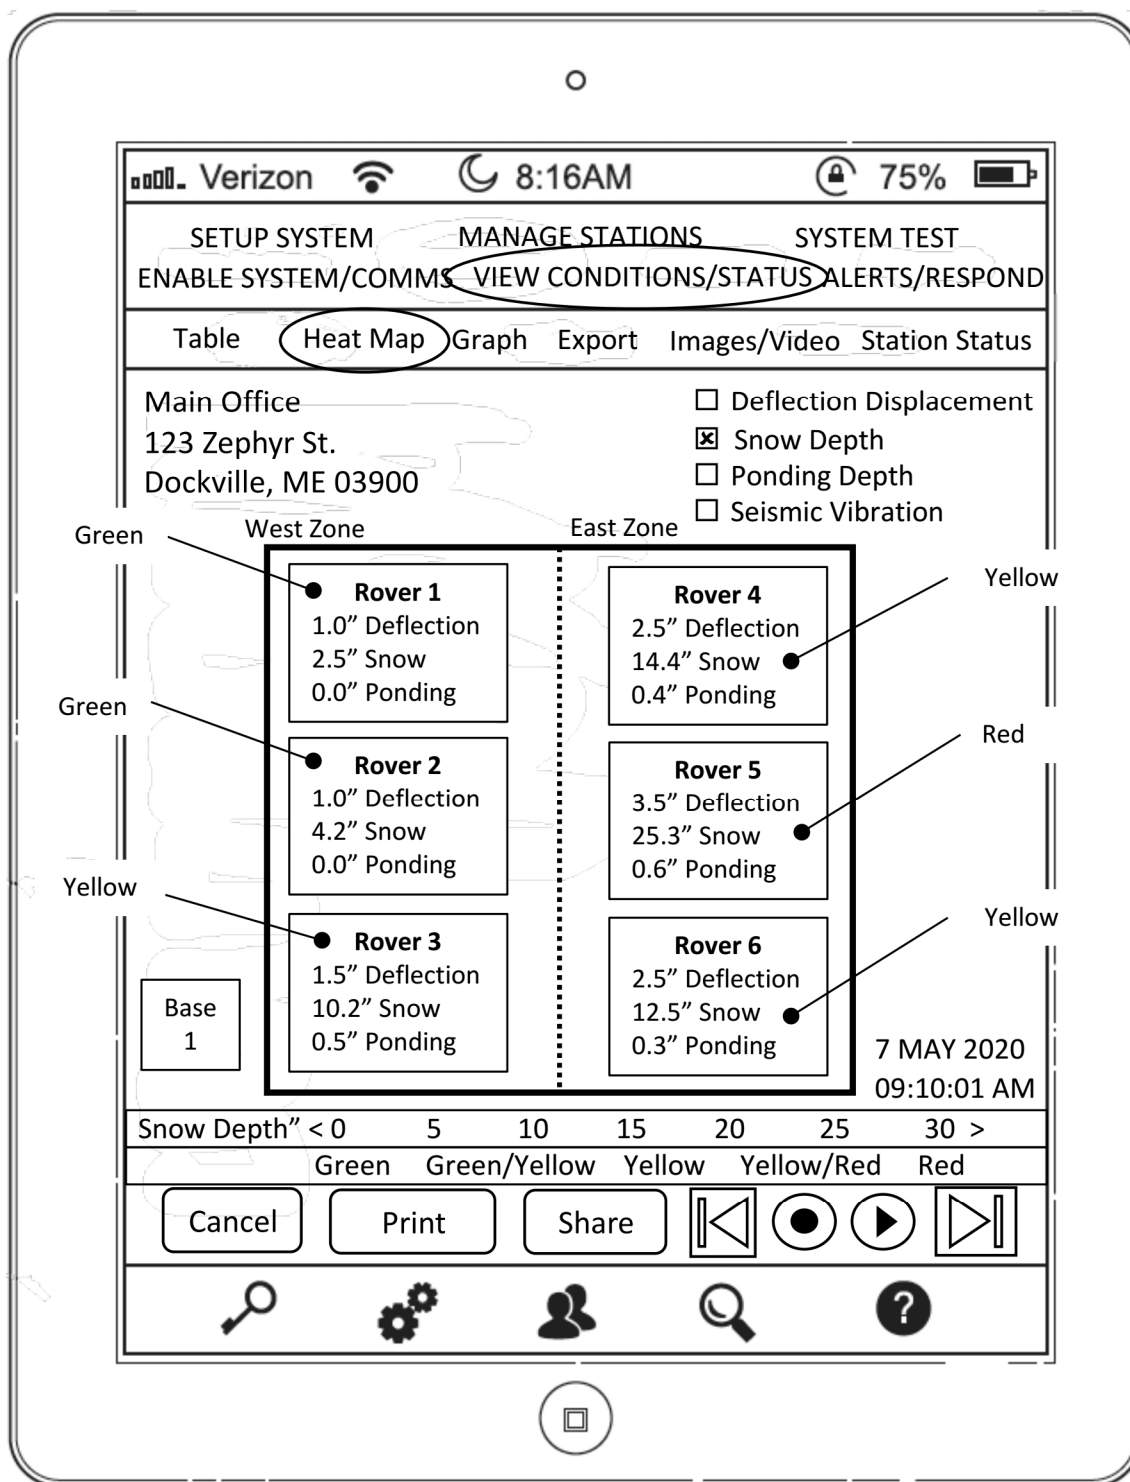 Verizon 8:16AM 75%
SETUP SYSTEM MANAGE STATIONS SYSTEM TEST
ENABLE SYSTEM/COMMS VIEW CONDITIONS/STATUS ALERTS/RESPOND
Table Heat Map Graph Export Images/Video Station Status
Main Office
123 Zephyr St.
Dockville, ME 03900
Deflection Displacement
Snow Depth
Ponding Depth
Seismic Vibration
West Zone
East Zone
Green
Rover 1
1.0” Deflection
2.5” Snow
0.0” Ponding
Green
Rover 2
1.0” Deflection
4.2” Snow
0.0” Ponding
Yellow
Rover 3
1.5” Deflection
10.2” Snow
0.5” Ponding
Yellow
Rover 4
2.5” Deflection
14.4” Snow
0.4” Ponding
Red
Rover 5
3.5” Deflection
25.3” Snow
0.6” Ponding
Yellow
Rover 6
2.5” Deflection
12.5” Snow
0.3” Ponding
Base
1
7 MAY 2020
09:10:01 AM
Snow Depth” < 0 5 10 15 20 25 30 >
Green Green/Yellow Yellow Yellow/Red Red
Cancel Print Share
?